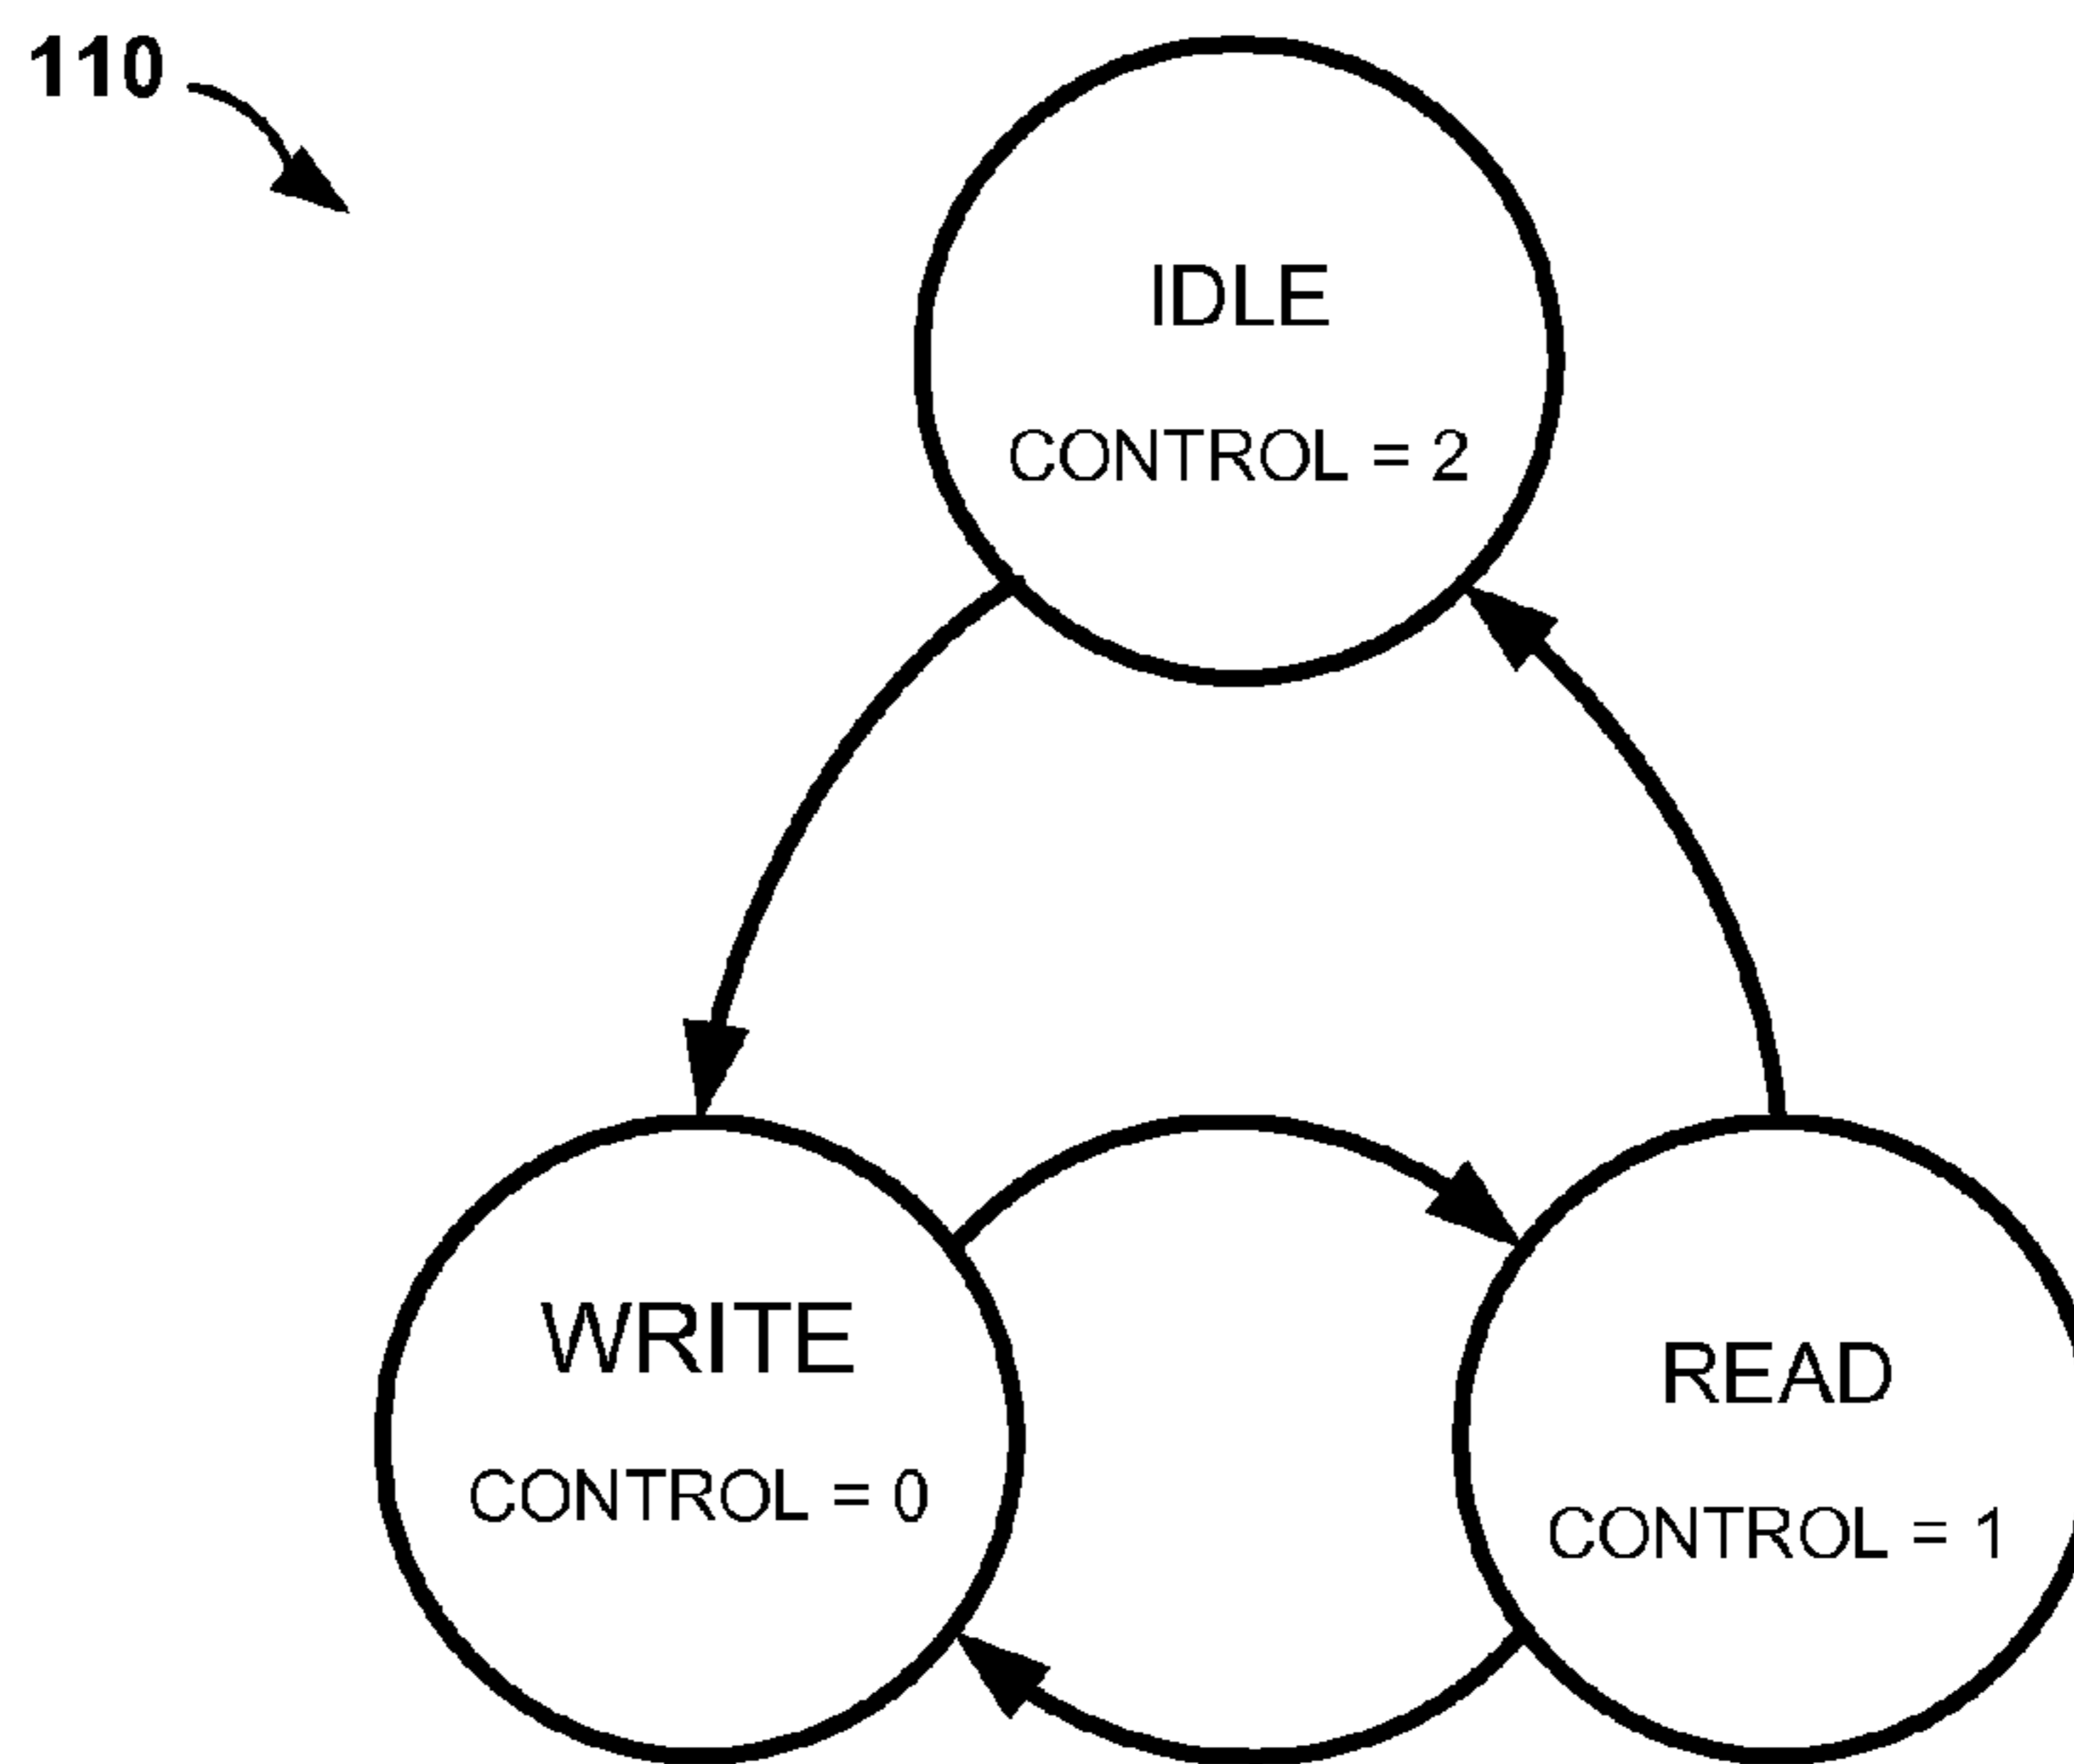 110
IDLE
CONTROL = 2
WRITE
CONTROL = 0
READ
CONTROL = 1